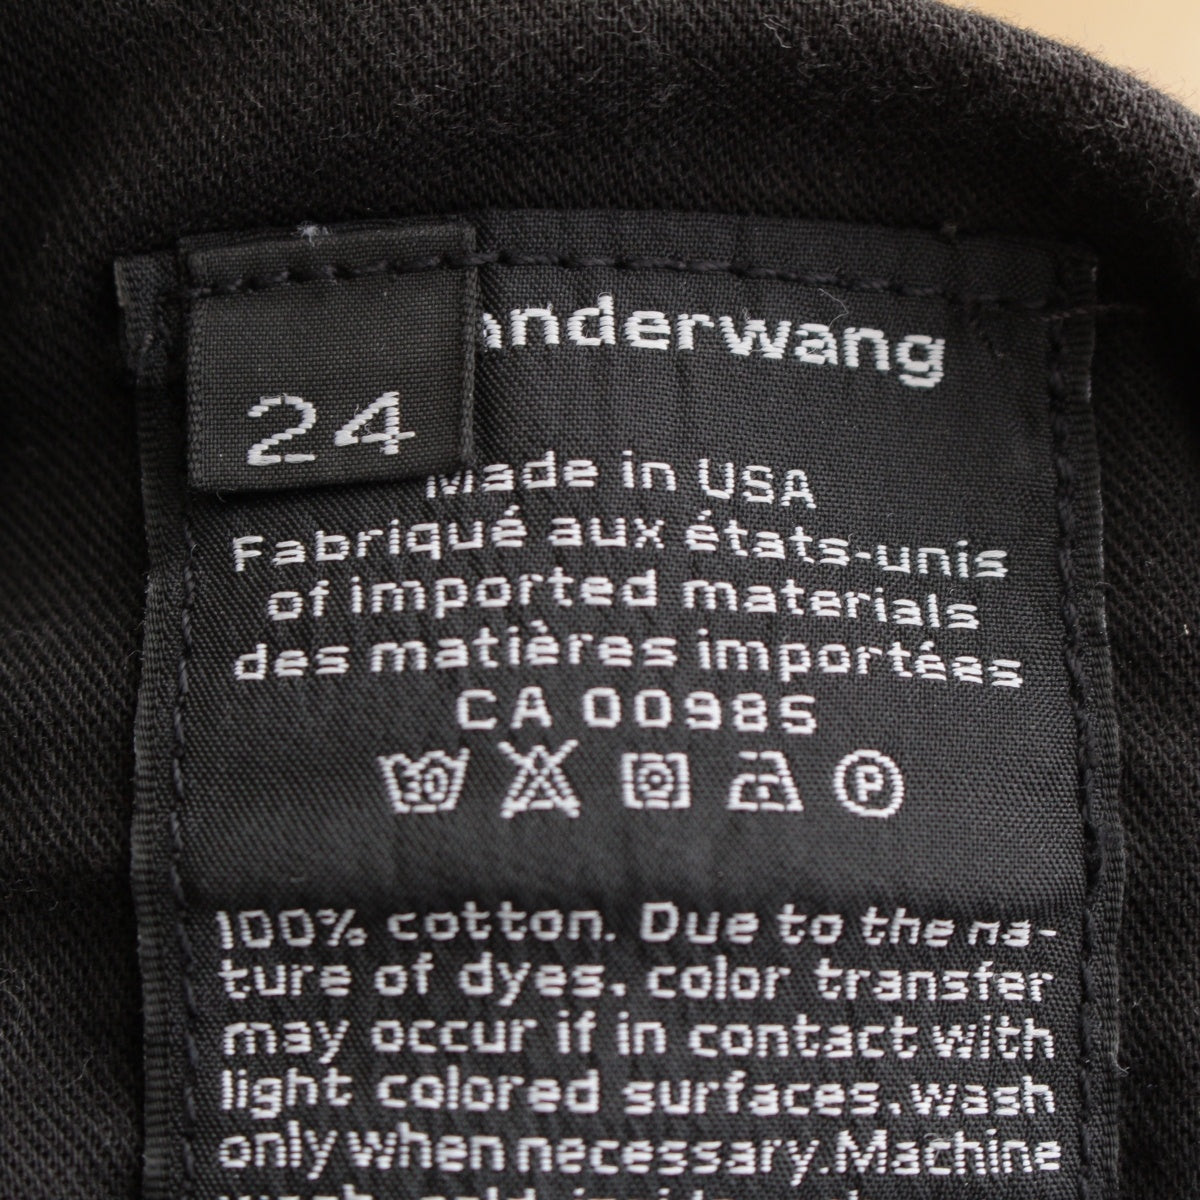 anderwang
24
Made in USA
Fabriqué aux états-unis
of imported materials
des matières importées
CA 00985
30
P
100% cotton. Due to the na-
ture of dyes, color transfer
may occur if in contact with
light colored surfaces, wash
only when necessary. Machine